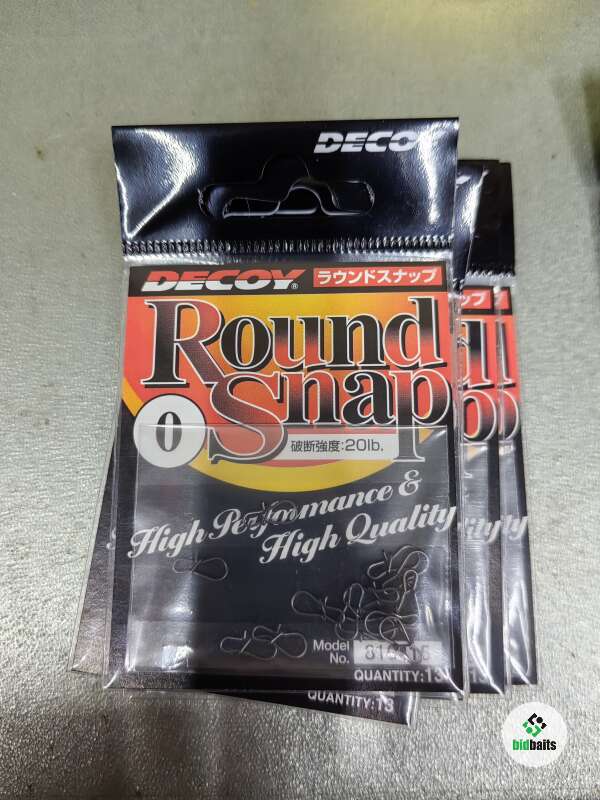 DECOY
DECOY® ラウンドスナップ
Round
Snap
0
破断強度:20lb.
High Performance &
High Quality
Model
No.
QUANTITY:13
QUANTITY:13
bidbaits